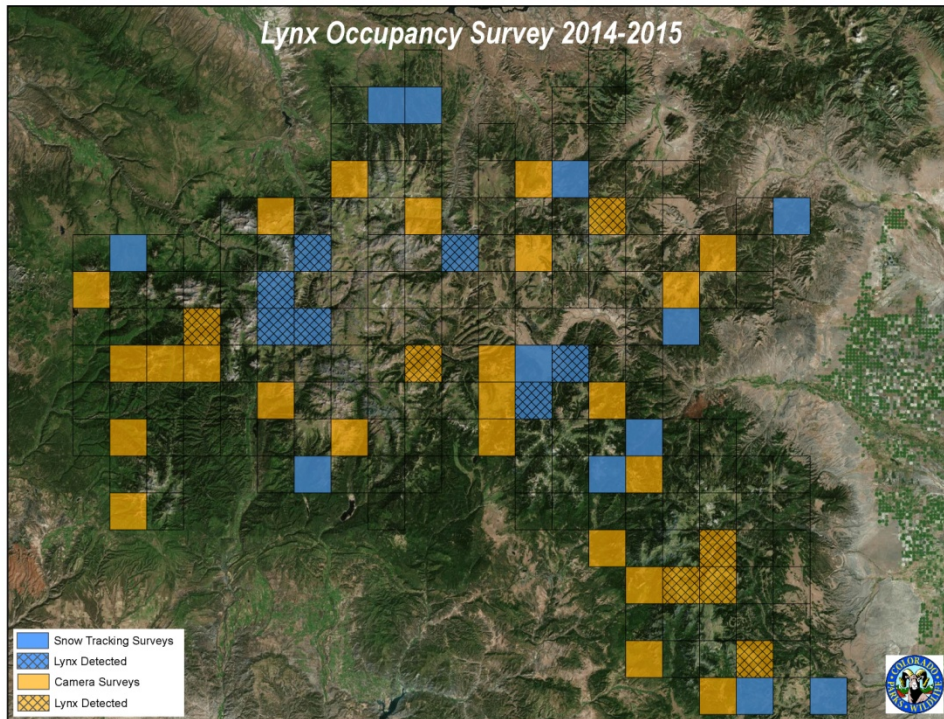 Lynx Occupancy Survey 2014-2015
Snow Tracking Surveys
Lynx Detected
Camera Surveys
Lynx Detected
COLORADO
PARKS
WILDLIFE